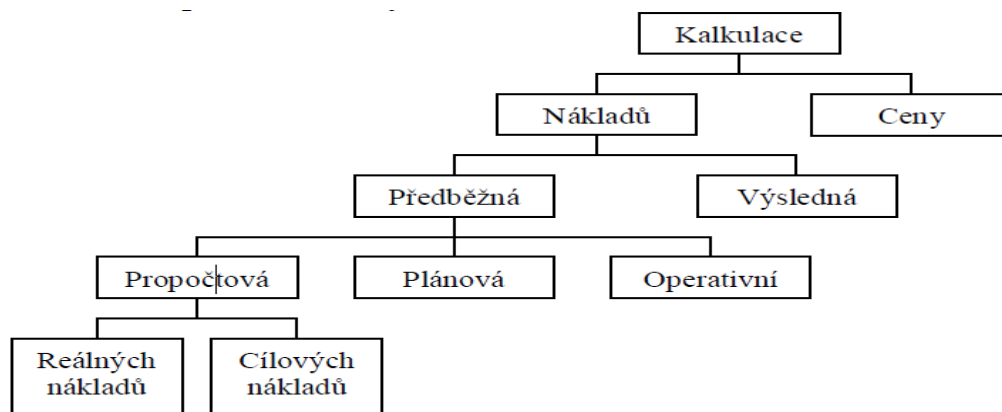 Kalkulace
Nákladů
Ceny
Předběžná
Výsledná
Propočtová
Plánová
Operativní
Reálných
nákladů
Cílových
nákladů